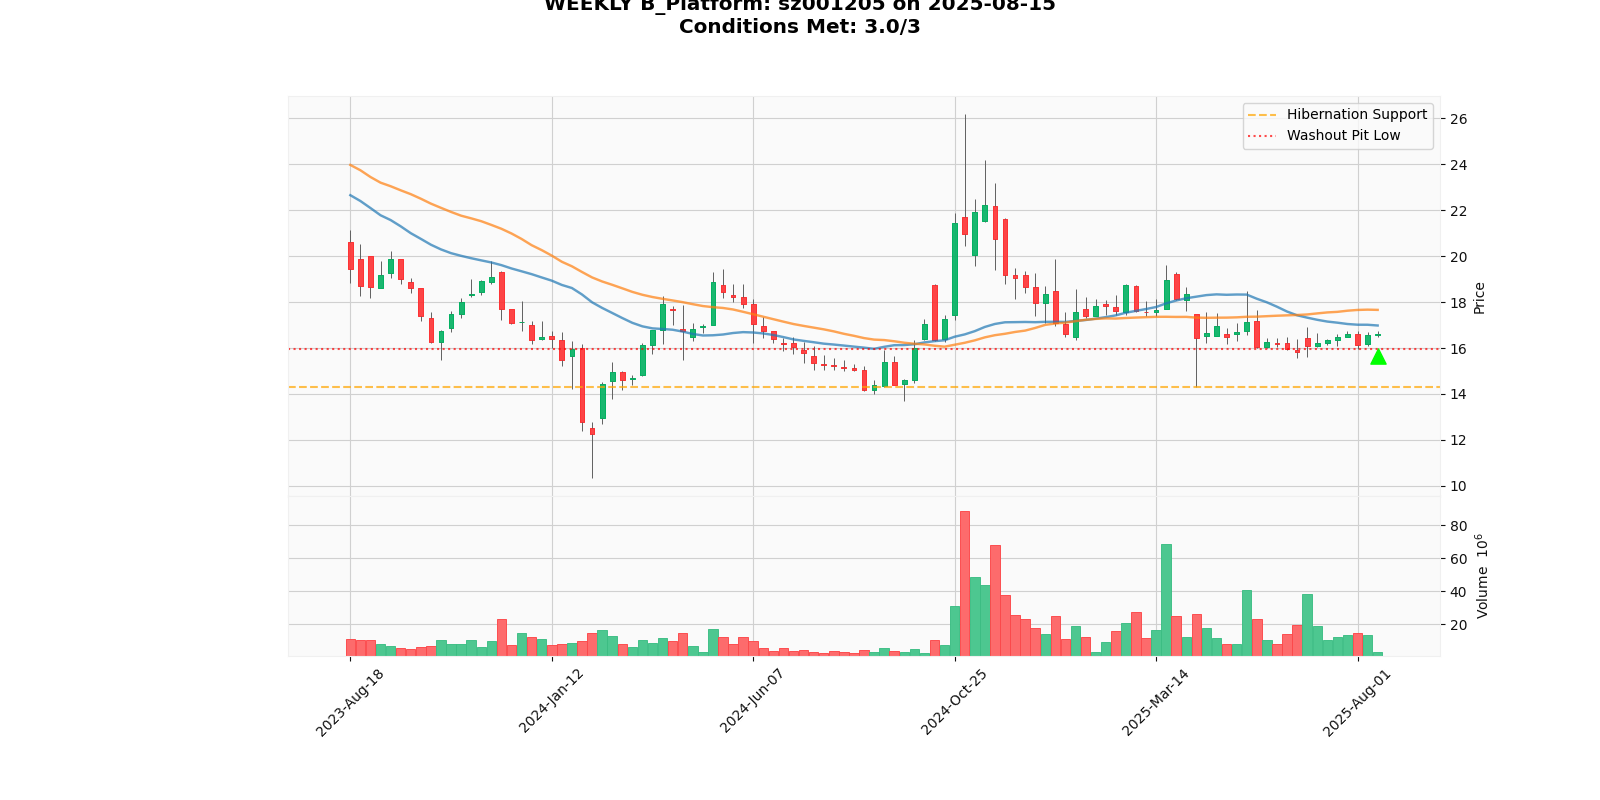 WEEKLY B_Platform: sz001205 on 2025-08-15
Conditions Met: 3.0/3
Hibernation Support
Washout Pit Low
26
24
22
20
18
16
14
12
10
Price
80
60
40
20
Volume 10^6
2023-Aug-18
2024-Jan-12
2024-Jun-07
2024-Oct-25
2025-Mar-14
2025-Aug-01